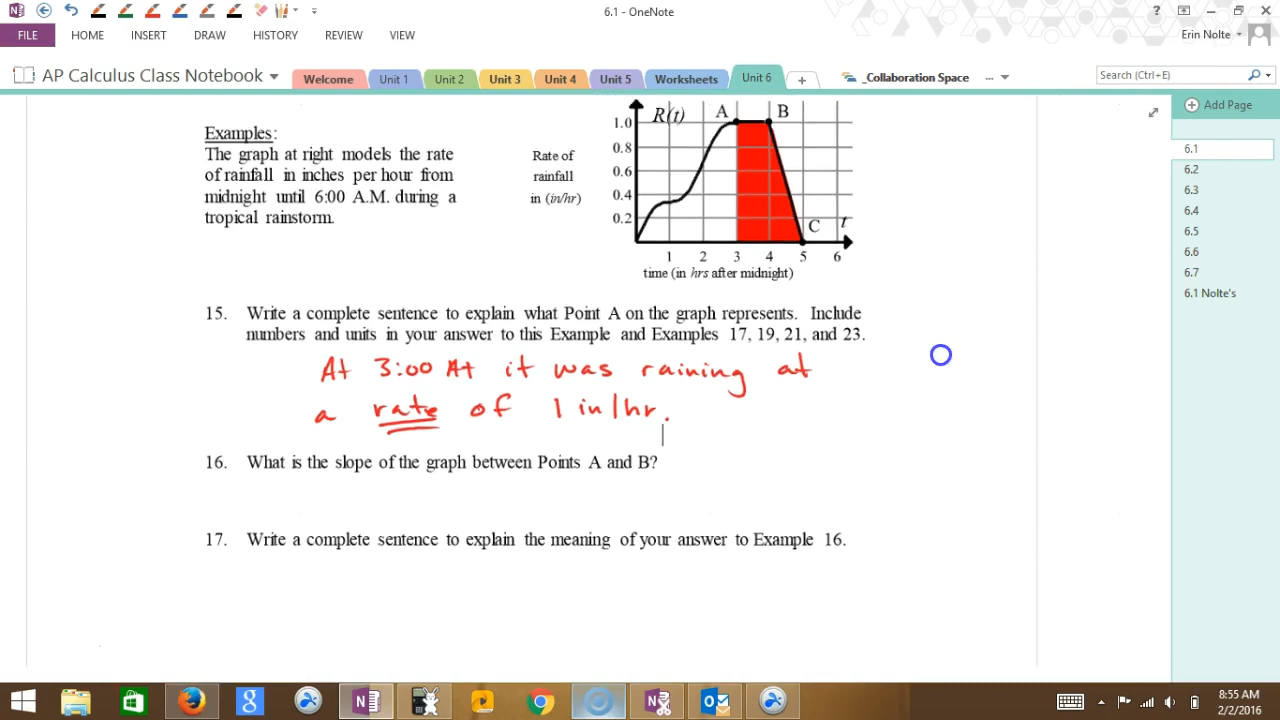 6.1 - OneNote
?
FILE
HOME
INSERT
DRAW
HISTORY
REVIEW
VIEW
Erin Nolte
AP Calculus Class Notebook
Welcome
Unit 1
Unit 2
Unit 3
Unit 4
Unit 5
Worksheets
Unit 6
+
_Collaboration Space
...
Search (Ctrl+E)
Add Page
6.1
6.2
6.3
6.4
6.5
6.6
6.7
6.1 Nolte's
Examples:
The graph at right models the rate
of rainfall in inches per hour from
midnight until 6:00 A.M. during a
tropical rainstorm.
Rate of
rainfall
in (in/hr)
R(t)
A
B
C
t
1.0
0.8
0.6
0.4
0.2
1 2 3 4 5 6
time (in hrs after midnight)
15. Write a complete sentence to explain what Point A on the graph represents. Include
numbers and units in your answer to this Example and Examples 17, 19, 21, and 23.
At 3:00 At it was raining at
a rate of 1 in/hr.
16. What is the slope of the graph between Points A and B?
17. Write a complete sentence to explain the meaning of your answer to Example 16.
8:55 AM
2/2/2016